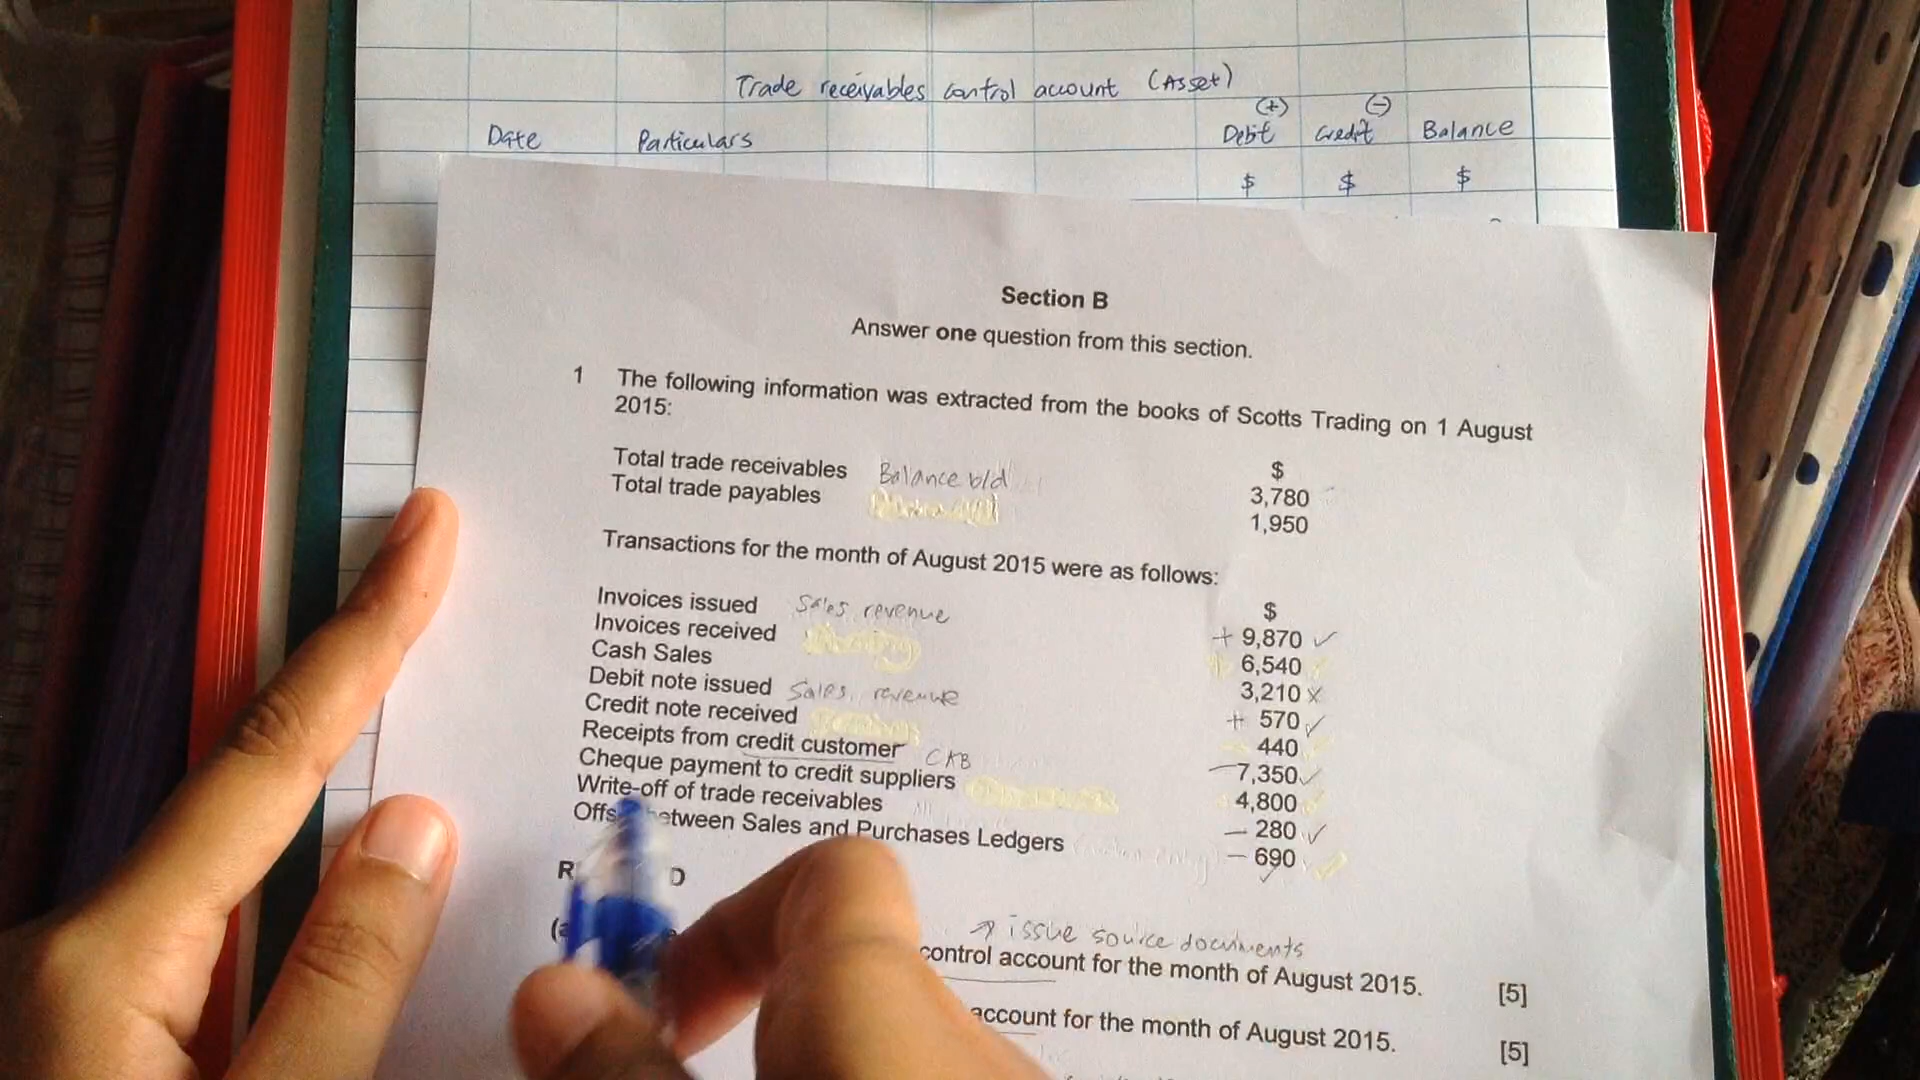 Trade receivables control account (Asset)
(+) (-)
Date Particulars Debit Credit Balance
$ $ $
Section B
Answer one question from this section.
1 The following information was extracted from the books of Scotts Trading on 1 August
2015:
$
Total trade receivables Balance b/d 3,780
Total trade payables 1,950
Transactions for the month of August 2015 were as follows:
$
Invoices issued Sales revenue + 9,870 ✓
Invoices received 6,540
Cash Sales 3,210 x
Debit note issued Sales revenue + 570 ✓
Credit note received 440
Receipts from credit customer CAB - 7,350 ✓
Cheque payment to credit suppliers 4,800
Write-off of trade receivables - 280 ✓
between Sales and Purchases Ledgers - 690 ✓
→ issue source documents
control account for the month of August 2015. [5]
account for the month of August 2015. [5]